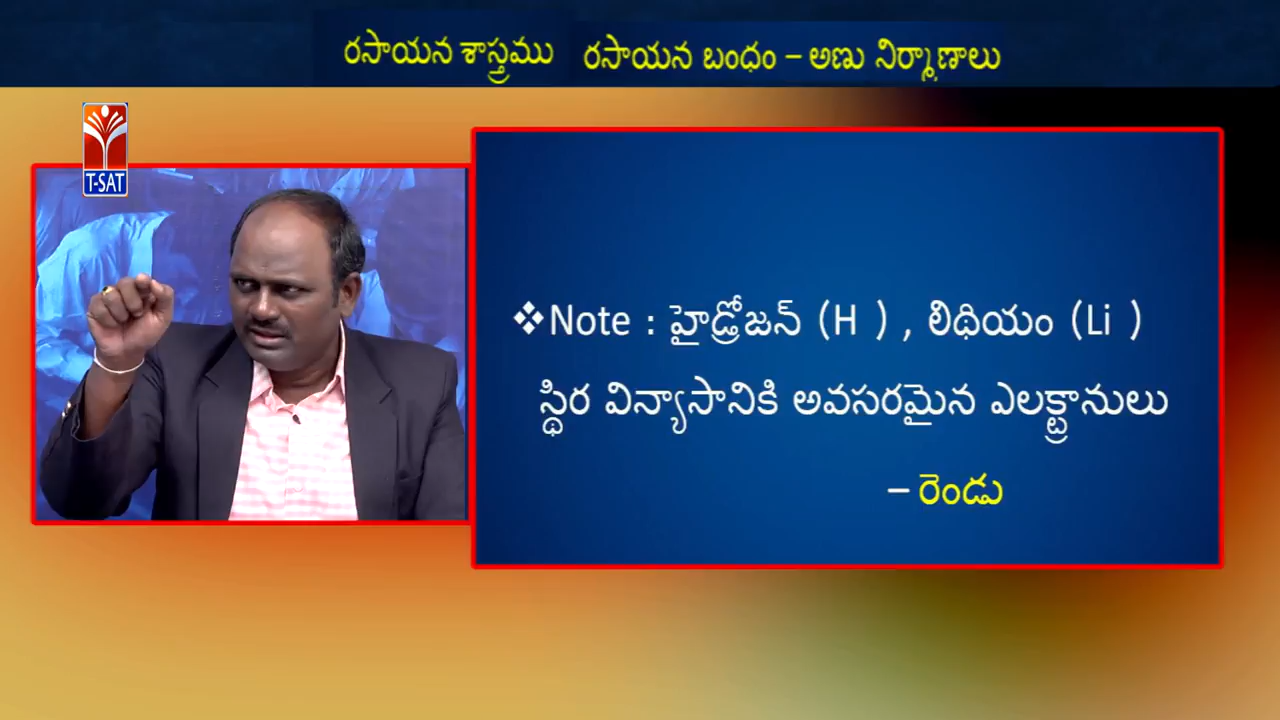 రసాయన శాస్త్రము రసాయన బంధం – అణు నిర్మాణాలు
T-SAT
❖Note : హైడ్రోజన్ (H ) , లిథియం (Li )
స్థిర విన్యాసానికి అవసరమైన ఎలక్ట్రానులు
– రెండు